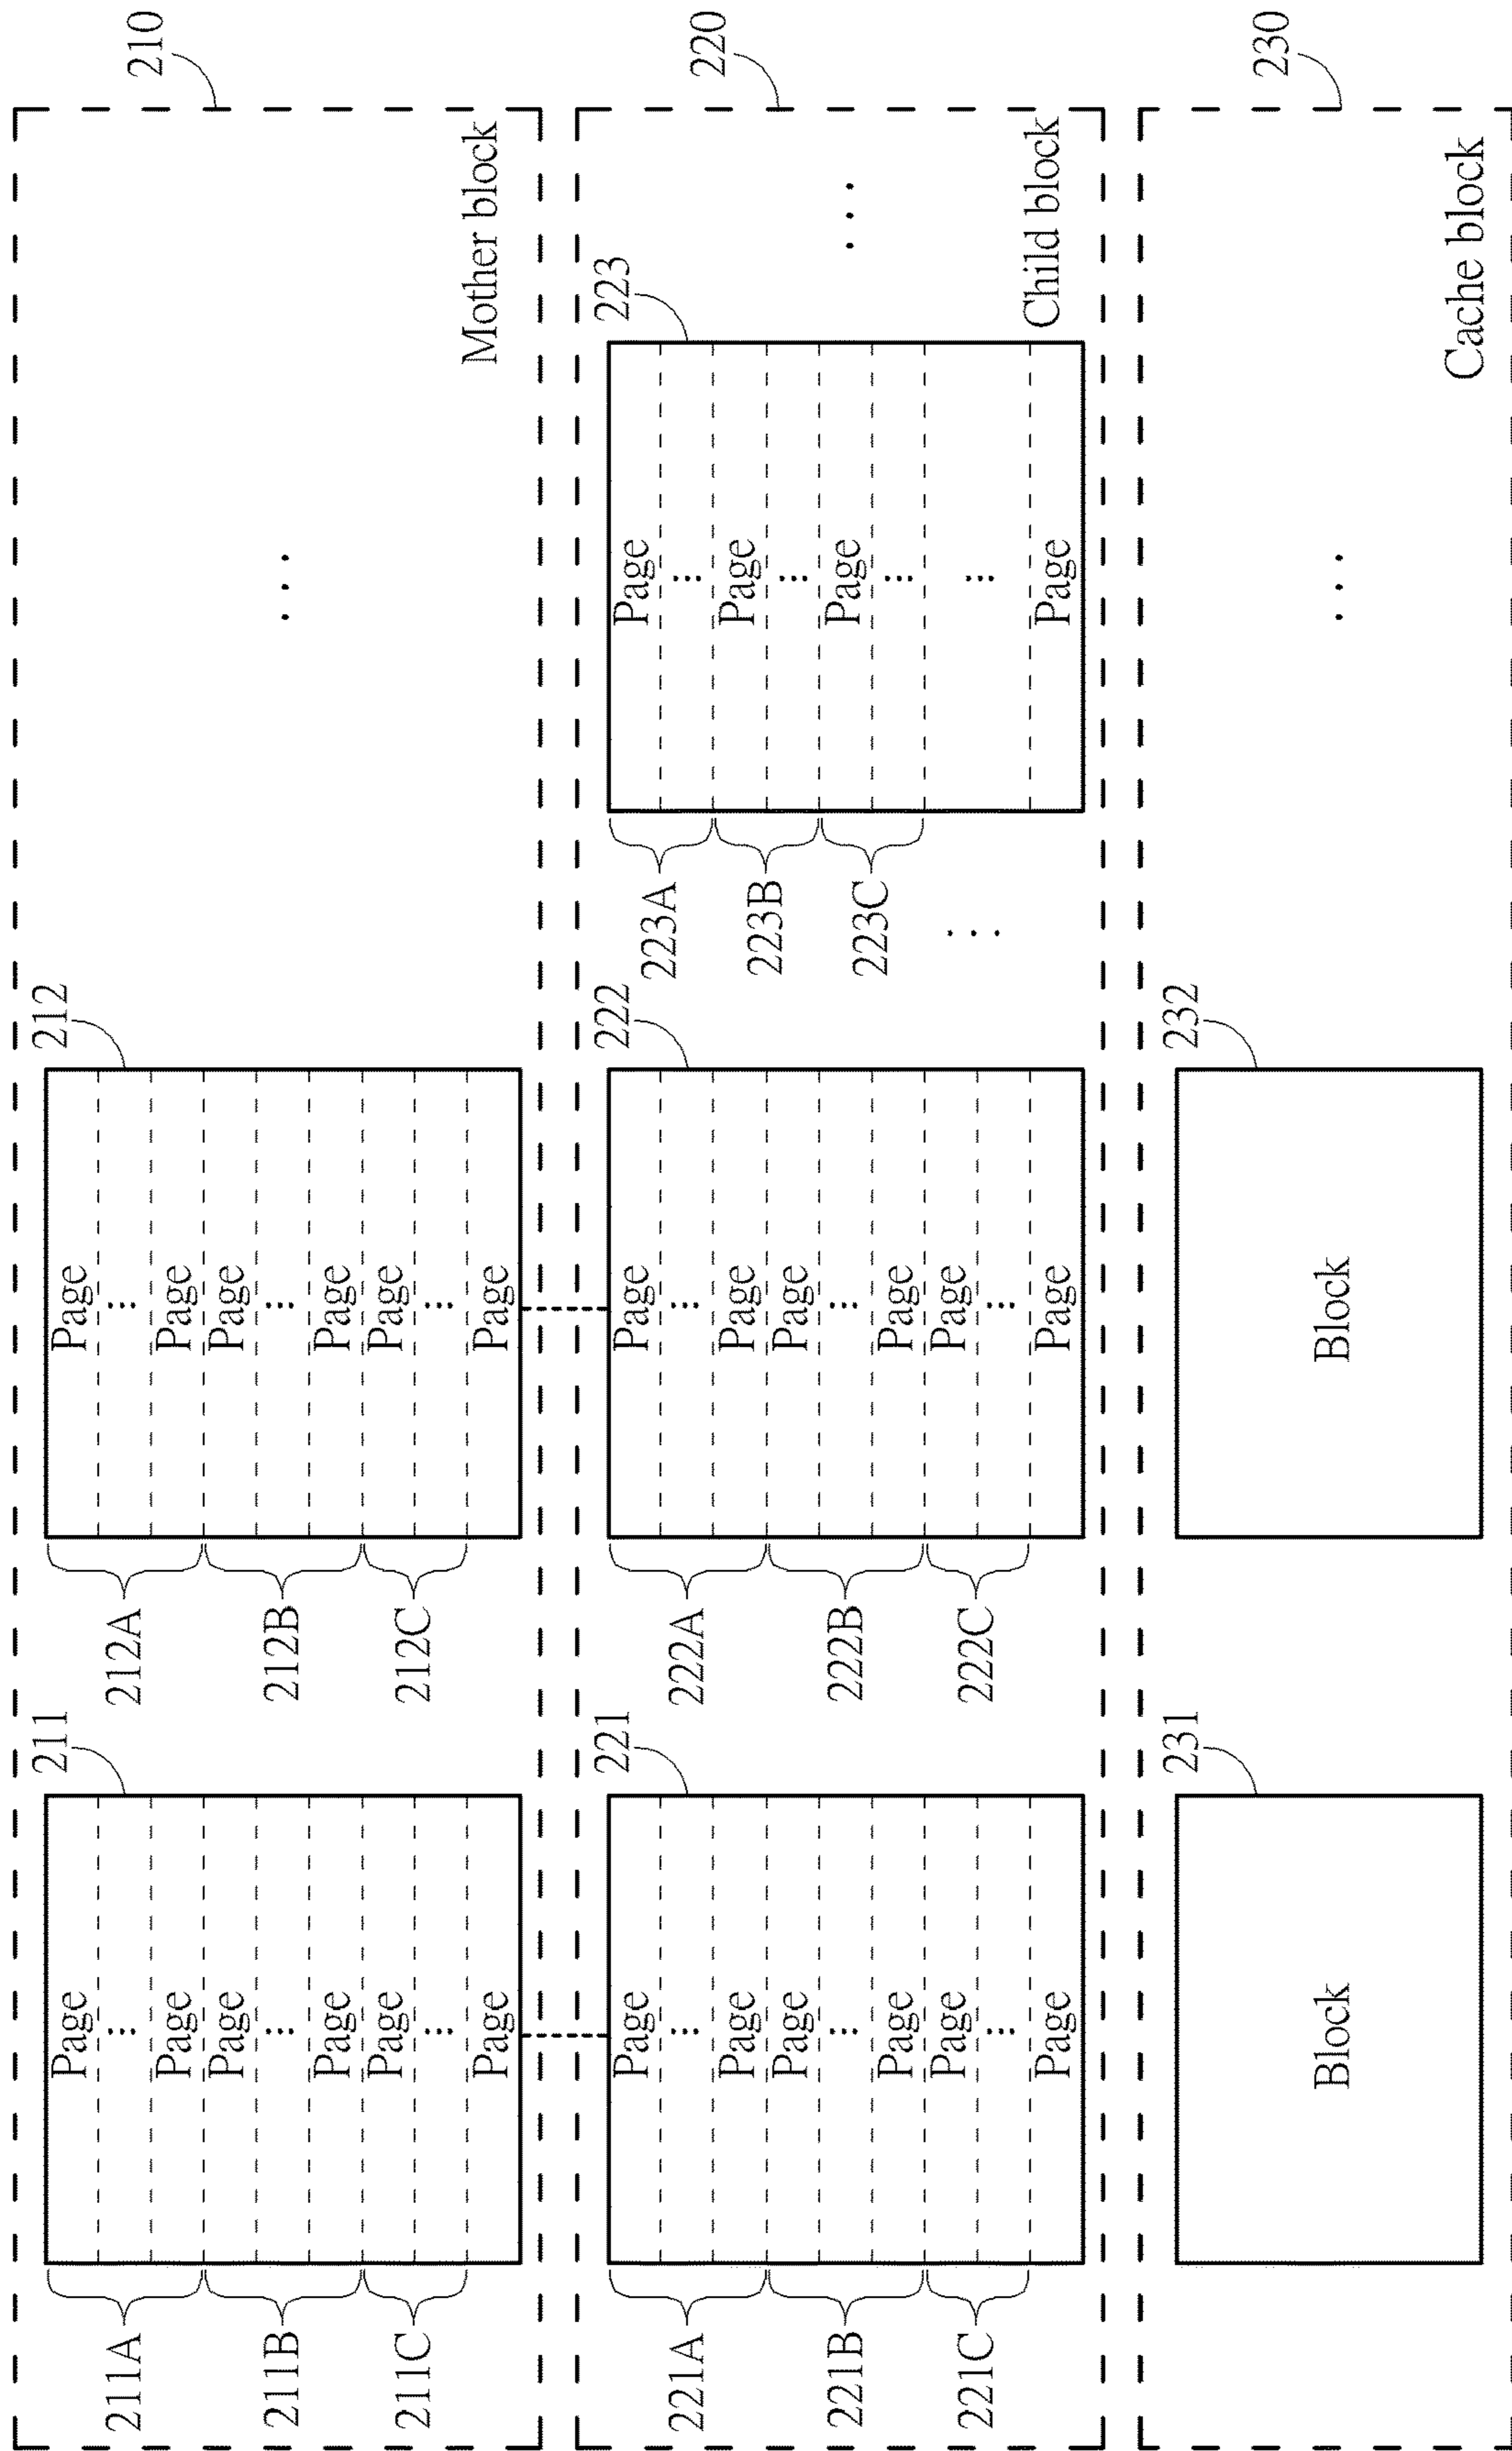 210
211
211A
Page
⋮
Page
211B
Page
⋮
Page
211C
Page
⋮
Page
212
212A
Page
⋮
Page
212B
Page
⋮
Page
212C
Page
⋮
Page
...
Mother block
220
221
221A
Page
⋮
Page
221B
Page
⋮
Page
221C
Page
⋮
Page
222
222A
Page
⋮
Page
222B
Page
⋮
Page
222C
Page
⋮
Page
223
223A
Page
⋮
223B
Page
⋮
223C
Page
⋮
⋮
⋮
Page
...
Child block
230
231
Block
232
Block
...
Cache block